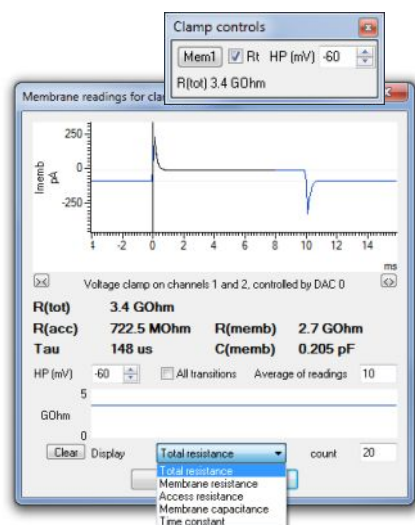 Clamp controls
Mem1 Rt HP (mV) -60
R(tot) 3.4 GOhm
Membrane readings for cla
250
0
-250
Imemb
pA
4 -2 0 2 4 6 8 10 12 14
ms
Voltage clamp on channels 1 and 2, controlled by DAC 0
R(tot) 3.4 GOhm
R(acc) 722.5 MOhm R(memb) 2.7 GOhm
Tau 148 us C(memb) 0.205 pF
HP (mV) -60 All transitions Average of readings 10
5
GOhm
0
Clear Display Total resistance count 20
Total resistance
Membrane resistance
Access resistance
Membrane capacitance
Time constant